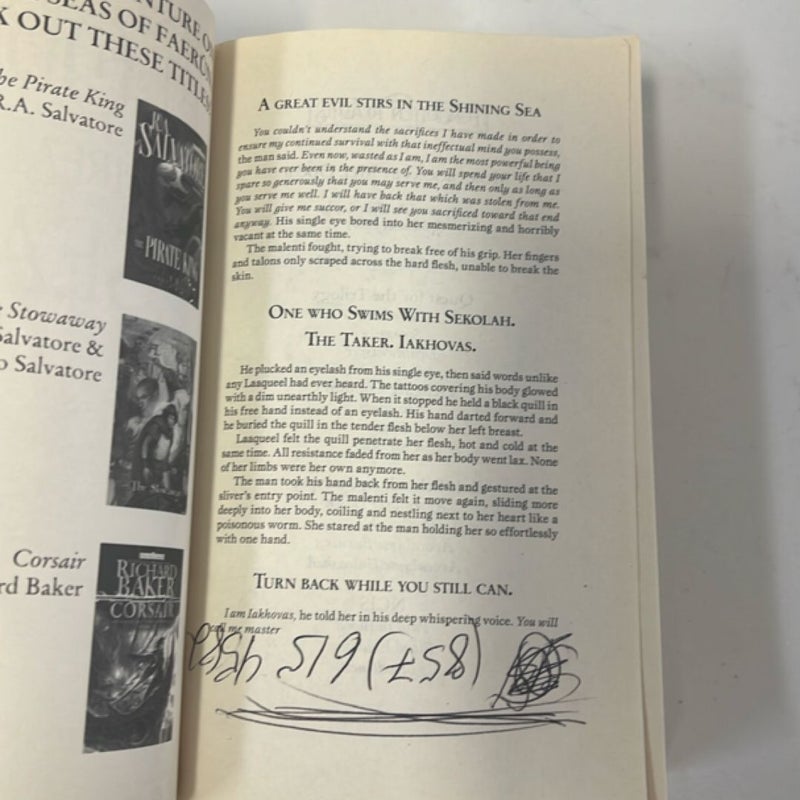 SEAS OF FAERÛN
OUT THESE TITLES
The Pirate King
R.A. Salvatore
R.A.
SALVATORE
THE PIRATE KING
Stowaway
Salvatore &
Salvatore
The Stowaway
Corsair
Baker
RICHARD
BAKER
CORSAIR
A GREAT EVIL STIRS IN THE SHINING SEA
You couldn't understand the sacrifices I have made in order to
ensure my continued survival with that ineffectual mind you possess,
the man said. Even now, wasted as I am, I am the most powerful being
you have ever been in the presence of. You will spend your life that I
spare so generously that you may serve me, and then only as long as
you serve me well. I will have back that which was stolen from me.
You will give me succor, or I will see you sacrificed toward that end
anyway. His single eye bored into her mesmerizing and horribly
vacant at the same time.
The malenti fought, trying to break free of his grip. Her fingers
and talons only scraped across the hard flesh, unable to break the
skin.
ONE WHO SWIMS WITH SEKOLAH.
THE TAKER. IAKHOVAS.
He plucked an eyelash from his single eye, then said words unlike
any Laaqueel had ever heard. The tattoos covering his body glowed
with a dim unearthly light. When it stopped he held a black quill in
his free hand instead of an eyelash. His hand darted forward and
he buried the quill in the tender flesh below her left breast.
Laaqueel felt the quill penetrate her flesh, hot and cold at the
same time. All resistance faded from her as her body went lax. None
of her limbs were her own anymore.
The man took his hand back from her flesh and gestured at the
sliver's entry point. The malenti felt it move again, sliding more
deeply into her body, coiling and nestling next to her heart like a
poisonous worm. She stared at the man holding her so effortlessly
with one hand.
TURN BACK WHILE YOU STILL CAN.
I am Iakhovas, he told her in his deep whispering voice. You will
call me master